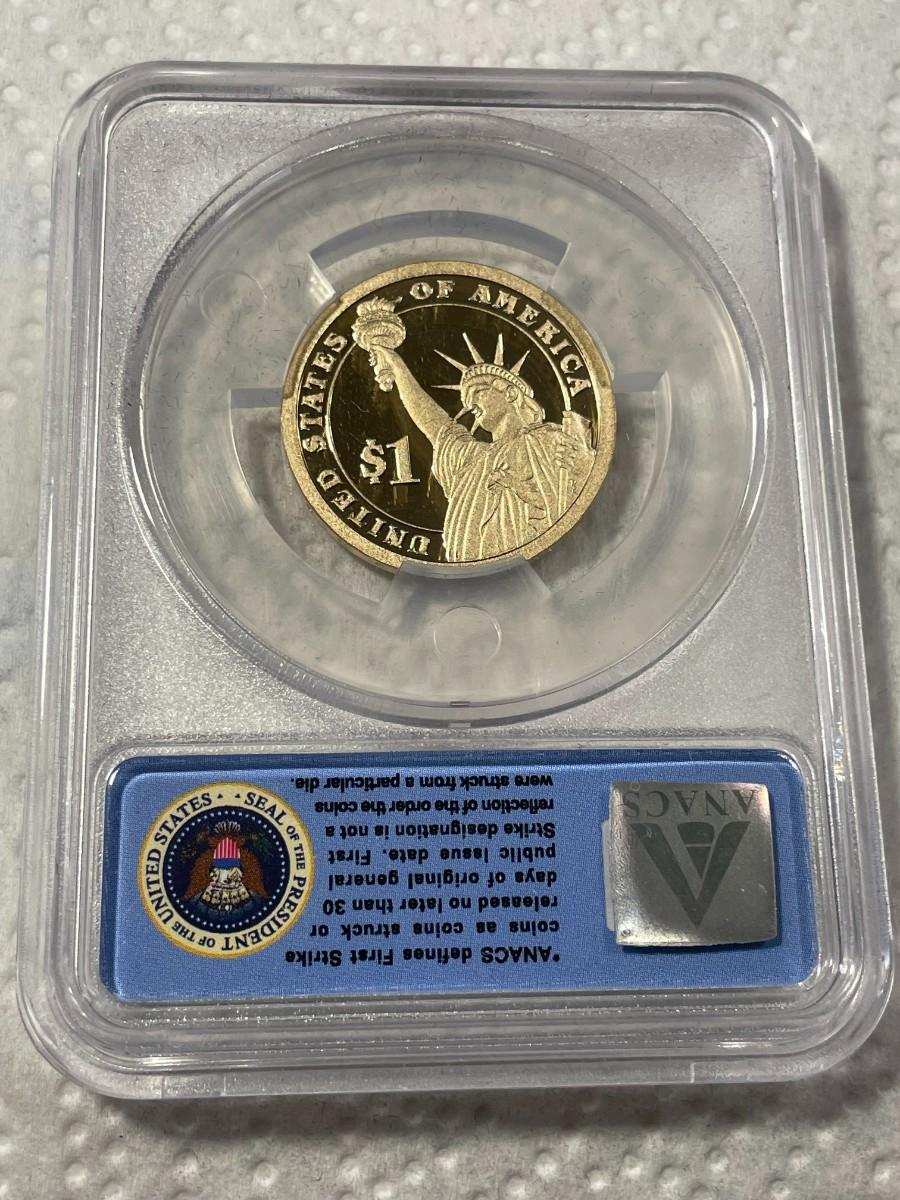 UNITED STATES OF AMERICA
$1
*ANACS defines First Strike
coins as coins struck or
released no later than 30
days of original general
public issue date. First
Strike designation is not a
reflection of the order the coins
were struck from a particular die.
SEAL OF THE PRESIDENT OF THE UNITED STATES
ANACS